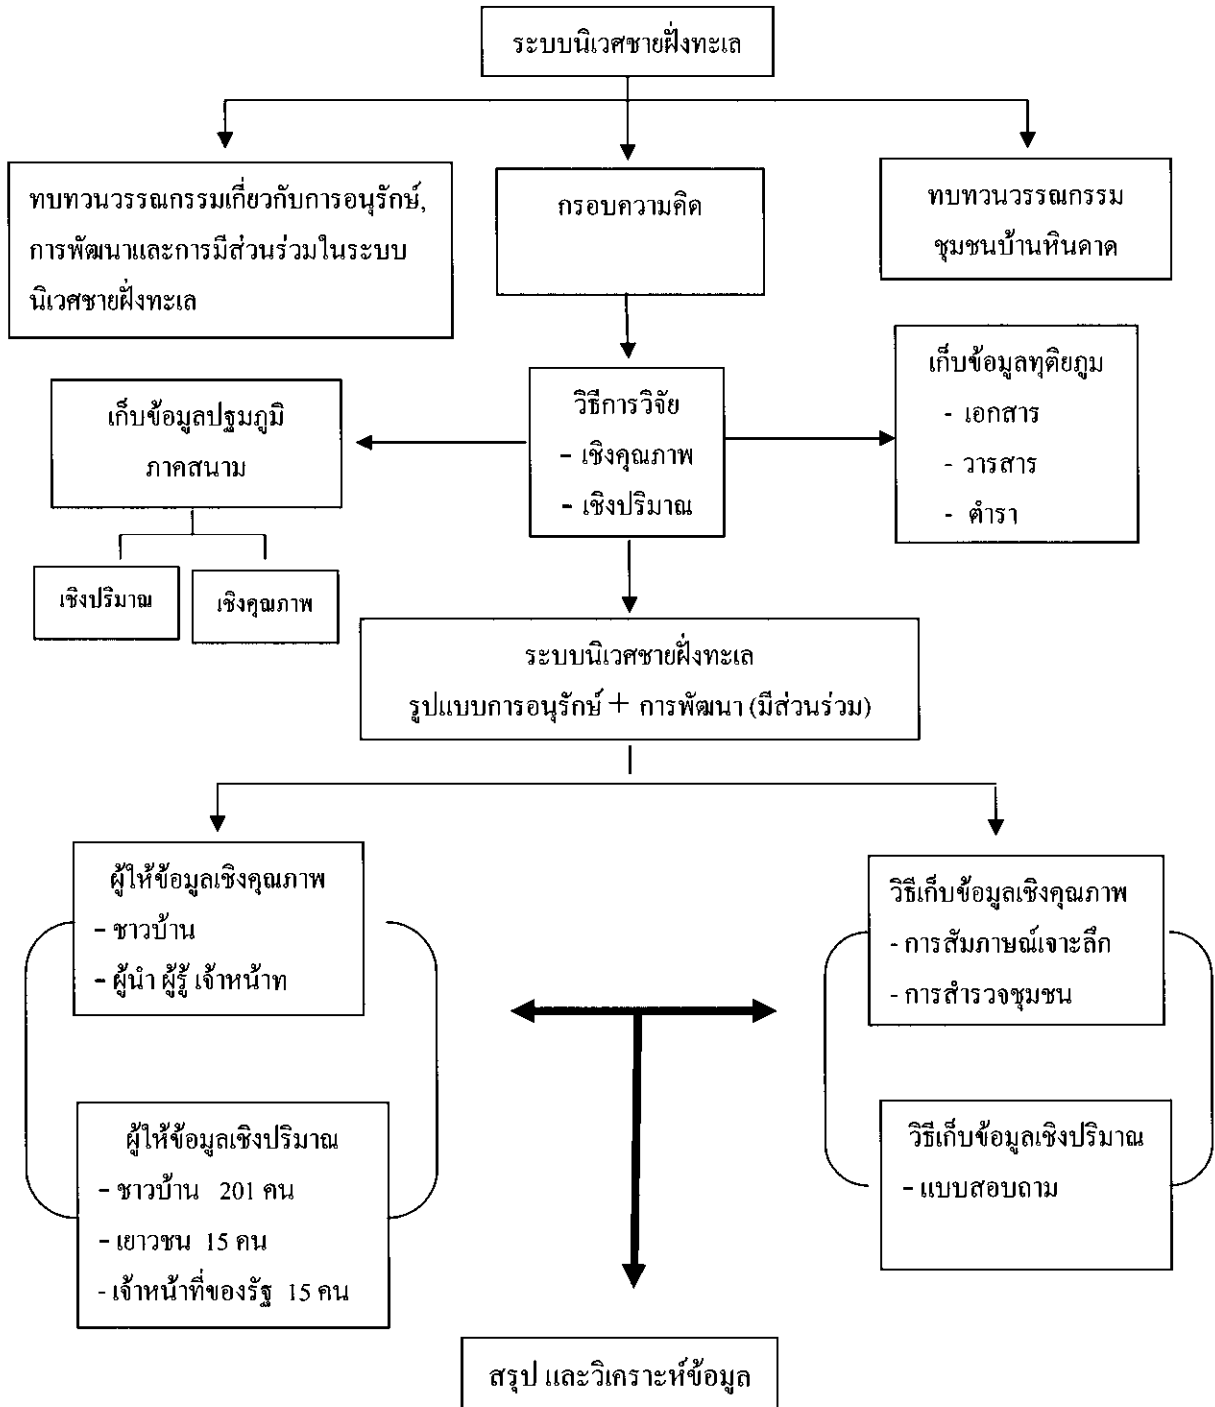 ระบบนิเวศชายฝั่งทะเล
ทบทวนวรรณกรรมเกี่ยวกับการอนุรักษ์,
การพัฒนาและการมีส่วนร่วมในระบบ
นิเวศชายฝั่งทะเล
กรอบความคิด
ทบทวนวรรณกรรม
ชุมชนบ้านหินคาด
เก็บข้อมูลปฐมภูมิ
ภาคสนาม
วิธีการวิจัย
- เชิงคุณภาพ
- เชิงปริมาณ
เก็บข้อมูลทุติยภูม
- เอกสาร
- วารสาร
- ตำรา
เชิงปริมาณ
เชิงคุณภาพ
ระบบนิเวศชายฝั่งทะเล
รูปแบบการอนุรักษ์ + การพัฒนา (มีส่วนร่วม)
ผู้ให้ข้อมูลเชิงคุณภาพ
- ชาวบ้าน
- ผู้นำ ผู้รู้ เจ้าหน้าท
วิธีเก็บข้อมูลเชิงคุณภาพ
- การสัมภาษณ์เจาะลึก
- การสำรวจชุมชน
ผู้ให้ข้อมูลเชิงปริมาณ
- ชาวบ้าน 201 คน
- เยาวชน 15 คน
- เจ้าหน้าที่ของรัฐ 15 คน
วิธีเก็บข้อมูลเชิงปริมาณ
- แบบสอบถาม
สรุป และวิเคราะห์ข้อมูล